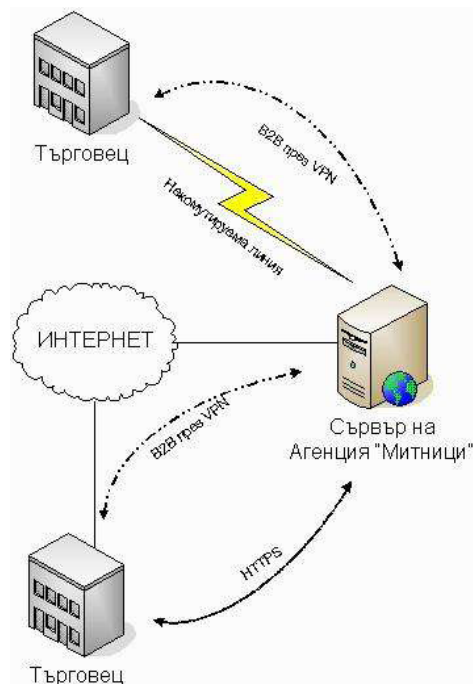 Търговец
B2B през VPN
Некомутируема линия
ИНТЕРНЕТ
Сървър на
Агенция "Митници"
B2B през VPN
HTTPS
Търговец